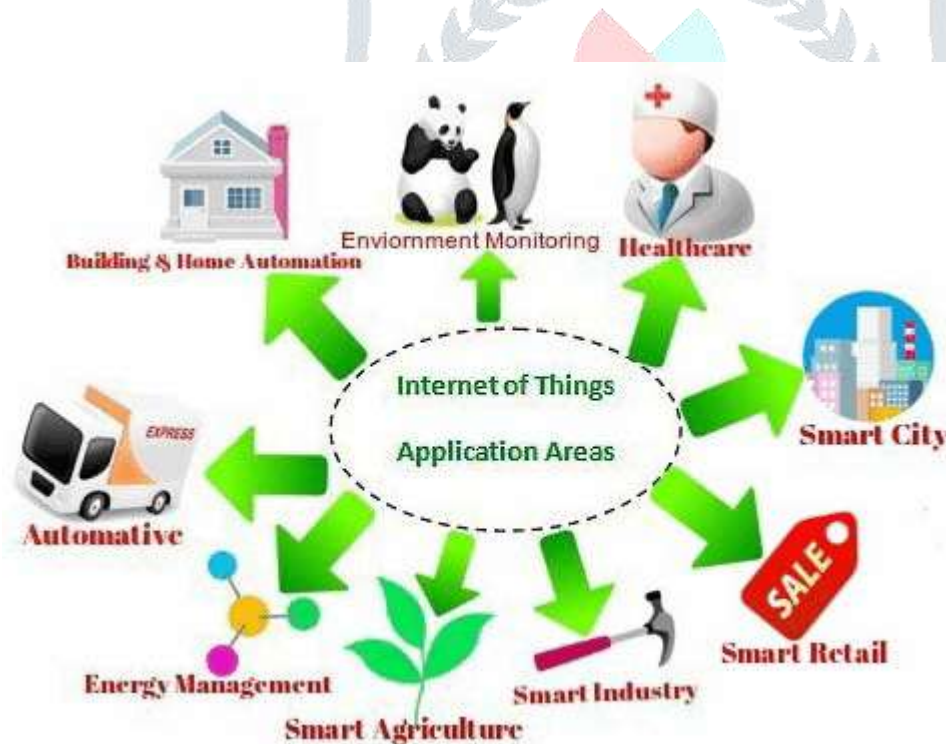 Enviornment Monitoring
Healthcare
Building & Home Automation
Internet of Things
Application Areas
Smart City
EXPRESS
Automative
SALE
Smart Retail
Energy Management
Smart Industry
Smart Agriculture